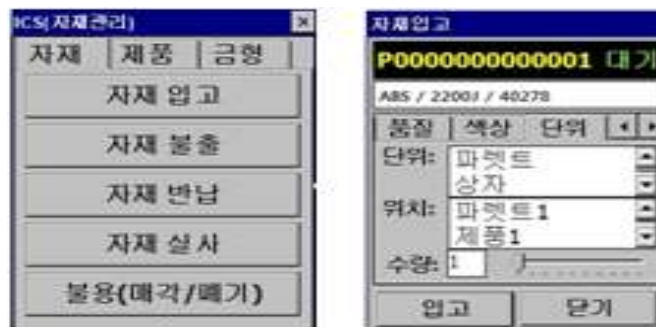 ICS(자재관리)
자재 제품 금형
자재 입고
자재 불출
자재 반납
자재 실사
불용(매각/폐기)
자재입고
P0000000000001 대기
ABS / 2200J / 40278
품질 색상 단위
단위: 파렛트
상자
위치: 파렛트1
제품1
수량: 1
입고 닫기